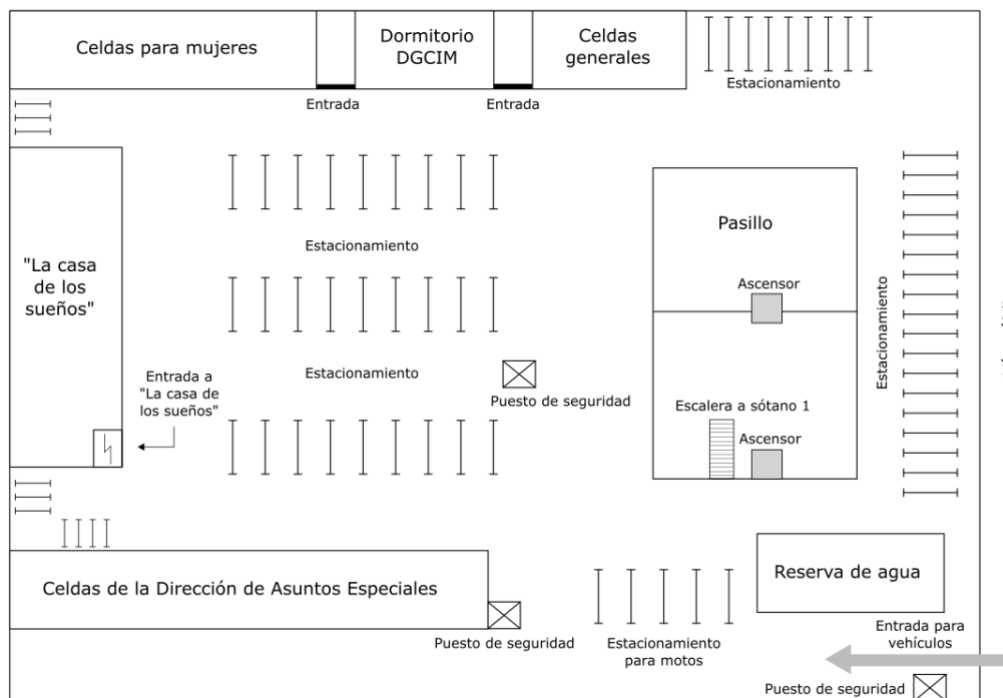 Celdas para mujeres
Dormitorio
DGCIM
Celdas
generales
Entrada
Entrada
Estacionamiento
Pasillo
Estacionamiento
"La casa
de los
sueños"
Ascensor
Estacionamiento
Entrada a
"La casa de
los sueños"
Estacionamiento
Puesto de seguridad
Escalera a sótano 1
Ascensor
Celdas de la Dirección de Asuntos Especiales
Reserva de agua
Puesto de seguridad
Estacionamiento
para motos
Entrada para
vehículos
Puesto de seguridad